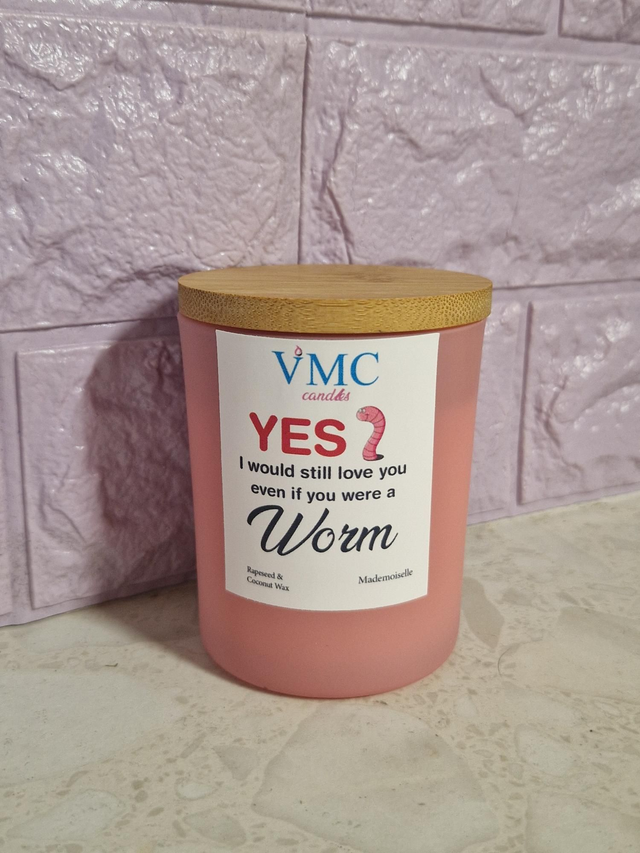 VMC
candles
YES
I would still love you
even if you were a
Worm
Rapeseed &
Coconut Wax
Mademoiselle